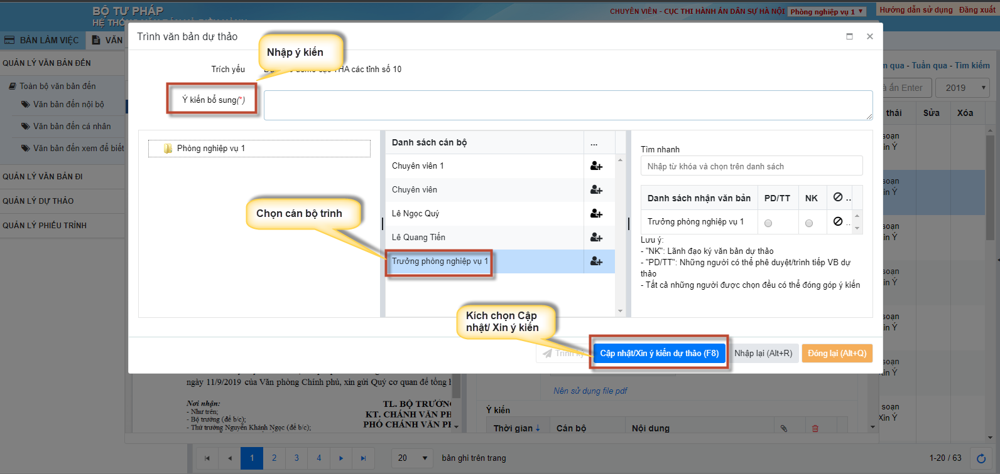 BỘ TƯ PHÁP
CHUYÊN VIÊN - CỤC THI HÀNH ÁN DÂN SỰ HÀ NỘI
Phòng nghiệp vụ 1
Hướng dẫn sử dụng
Đăng xuất
HỆ THỐNG
BÀN LÀM VIỆC
VĂN
QUẢN LÝ VĂN BẢN ĐẾN
Toàn bộ văn bản đến
Văn bản đến nội bộ
Văn bản đến cá nhân
Văn bản đến xem để biết
QUẢN LÝ VĂN BẢN ĐI
QUẢN LÝ DỰ THẢO
QUẢN LÝ PHIẾU TRÌNH
Trình văn bản dự thảo
Nhập ý kiến
Trích yếu
THA các tỉnh số 10
Ý kiến bổ sung(*)
Phòng nghiệp vụ 1
Danh sách cán bộ
...
Chuyên viên 1
Chuyên viên
Lê Ngọc Quý
Lê Quang Tiến
Trưởng phòng nghiệp vụ 1
Chọn cán bộ trình
Tìm nhanh
Nhập từ khóa và chọn trên danh sách
Danh sách nhận văn bản
PD/TT
NK
..
Trưởng phòng nghiệp vụ 1
...
Lưu ý:
- "NK": Lãnh đạo ký văn bản dự thảo
- "PD/TT": Những người có thể phê duyệt/trình tiếp VB dự
thảo
- Tất cả những người được chọn đều có thể đóng góp ý kiến
Kích chọn Cập
nhật/ Xin ý kiến
Trình ký
Cập nhật/Xin ý kiến dự thảo (F8)
Nhập lại (Alt+R)
Đóng lại (Alt+Q)
qua - Tuần qua - Tìm kiếm
ấn Enter
2019
thái
Sửa
Xóa
soạn
in Ý
soạn
in Ý
soạn
in Ý
soạn
in Ý
soạn
in Ý
soạn
in Ý
soạn
Xin Ý
ngày 11/9/2019 của Văn phòng Chính phủ, xin gửi Quý cơ quan để tổng h
Nơi nhận:
- Như trên;
- Bộ trưởng (để b/c);
- Thứ trưởng Nguyễn Khánh Ngọc (để b/c);
TL. BỘ TRƯỞNG
KT. CHÁNH VĂN PH
PHÓ CHÁNH VĂN P
Nên sử dụng file pdf
Ý kiến
Thời gian
Cán bộ
Nội dung
1
2
3
4
20
bản ghi trên trang
1-20 / 63